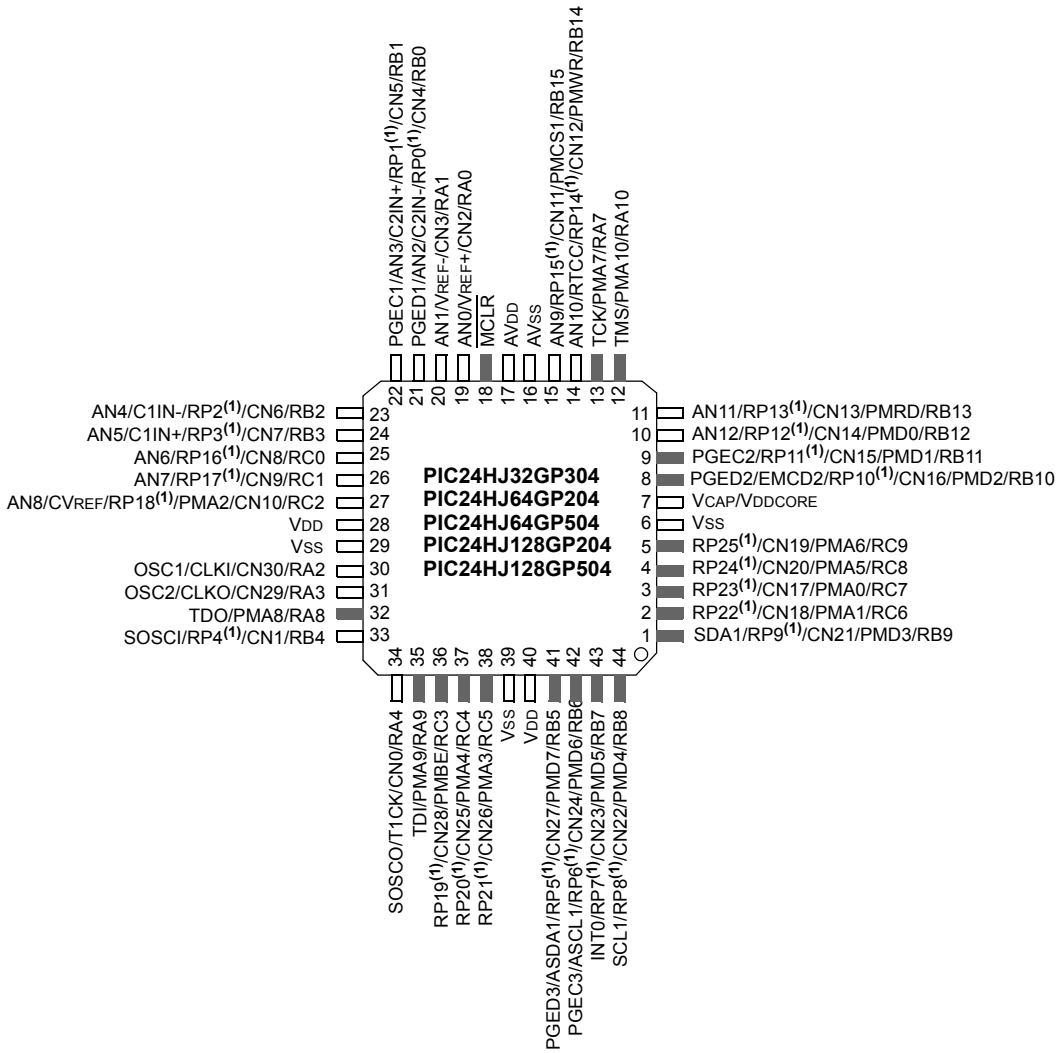 PGEC1/AN3/C2IN+/RP1(1)/CN5/RB1
PGED1/AN2/C2IN-/RP0(1)/CN4/RB0
AN1/VREF-/CN3/RA1
AN0/VREF+/CN2/RA0
MCLR
AVDD
AVSS
AN9/RP15(1)/CN11/PMCS1/RB15
AN10/RTCC/RP14(1)/CN12/PMWR/RB14
TCK/PMA7/RA7
TMS/PMA10/RA10
22
21
20
19
18
17
16
15
14
13
12
AN4/C1IN-/RP2(1)/CN6/RB2 23
AN5/C1IN+/RP3(1)/CN7/RB3 24
AN6/RP16(1)/CN8/RC0 25
AN7/RP17(1)/CN9/RC1 26
AN8/CVREF/RP18(1)/PMA2/CN10/RC2 27
VDD 28
VSS 29
OSC1/CLKI/CN30/RA2 30
OSC2/CLKO/CN29/RA3 31
TDO/PMA8/RA8 32
SOSCI/RP4(1)/CN1/RB4 33
PIC24HJ32GP304
PIC24HJ64GP204
PIC24HJ64GP504
PIC24HJ128GP204
PIC24HJ128GP504
11 AN11/RP13(1)/CN13/PMRD/RB13
10 AN12/RP12(1)/CN14/PMD0/RB12
9 PGEC2/RP11(1)/CN15/PMD1/RB11
8 PGED2/EMCD2/RP10(1)/CN16/PMD2/RB10
7 VCAP/VDDCORE
6 VSS
5 RP25(1)/CN19/PMA6/RC9
4 RP24(1)/CN20/PMA5/RC8
3 RP23(1)/CN17/PMA0/RC7
2 RP22(1)/CN18/PMA1/RC6
1 SDA1/RP9(1)/CN21/PMD3/RB9
34
35
36
37
38
39
40
41
42
43
44
SOSCO/T1CK/CN0/RA4
TDI/PMA9/RA9
RP19(1)/CN28/PMBE/RC3
RP20(1)/CN25/PMA4/RC4
RP21(1)/CN26/PMA3/RC5
VSS
VDD
PGED3/ASDA1/RP5(1)/CN27/PMD7/RB5
PGEC3/ASCL1/RP6(1)/CN24/PMD6/RB6
INT0/RP7(1)/CN23/PMD5/RB7
SCL1/RP8(1)/CN22/PMD4/RB8